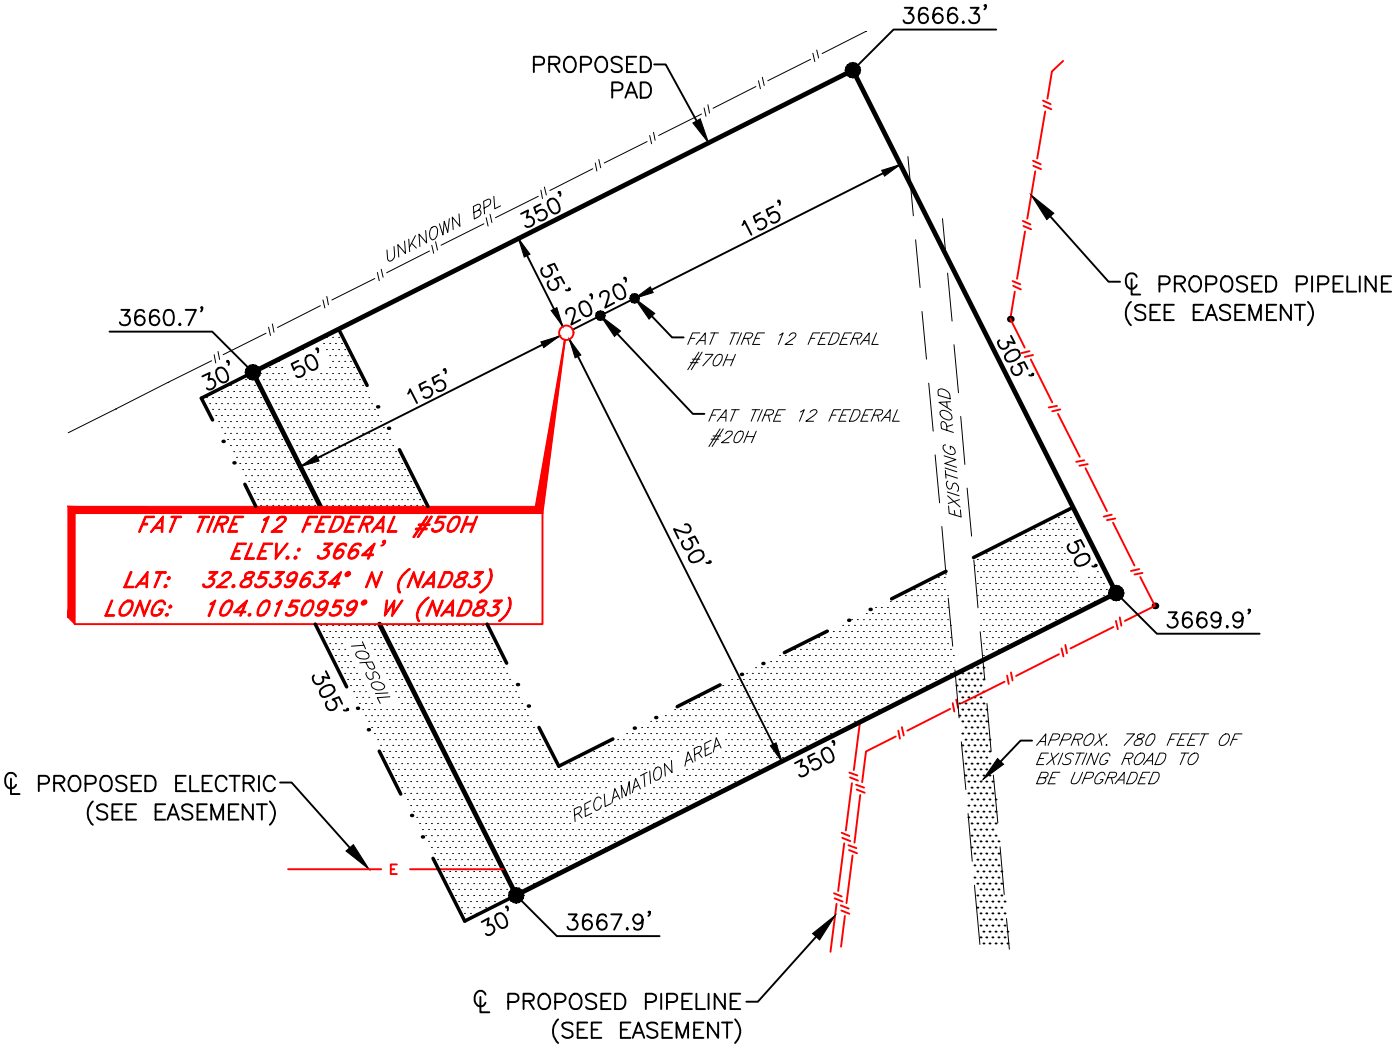 3666.3'
PROPOSED
PAD
UNKNOWN BPL
350'
155'
55'
20'
20'
℄ PROPOSED PIPELINE
(SEE EASEMENT)
3660.7'
30'
50'
155'
FAT TIRE 12 FEDERAL
#70H
FAT TIRE 12 FEDERAL
#20H
305'
EXISTING ROAD
FAT TIRE 12 FEDERAL #50H
ELEV.: 3664'
LAT: 32.8539634° N (NAD83)
LONG: 104.0150959° W (NAD83)
250'
50'
3669.9'
TOPSOIL
305'
RECLAMATION AREA
350'
APPROX. 780 FEET OF
EXISTING ROAD TO
BE UPGRADED
℄ PROPOSED ELECTRIC
(SEE EASEMENT)
E
30'
3667.9'
℄ PROPOSED PIPELINE
(SEE EASEMENT)